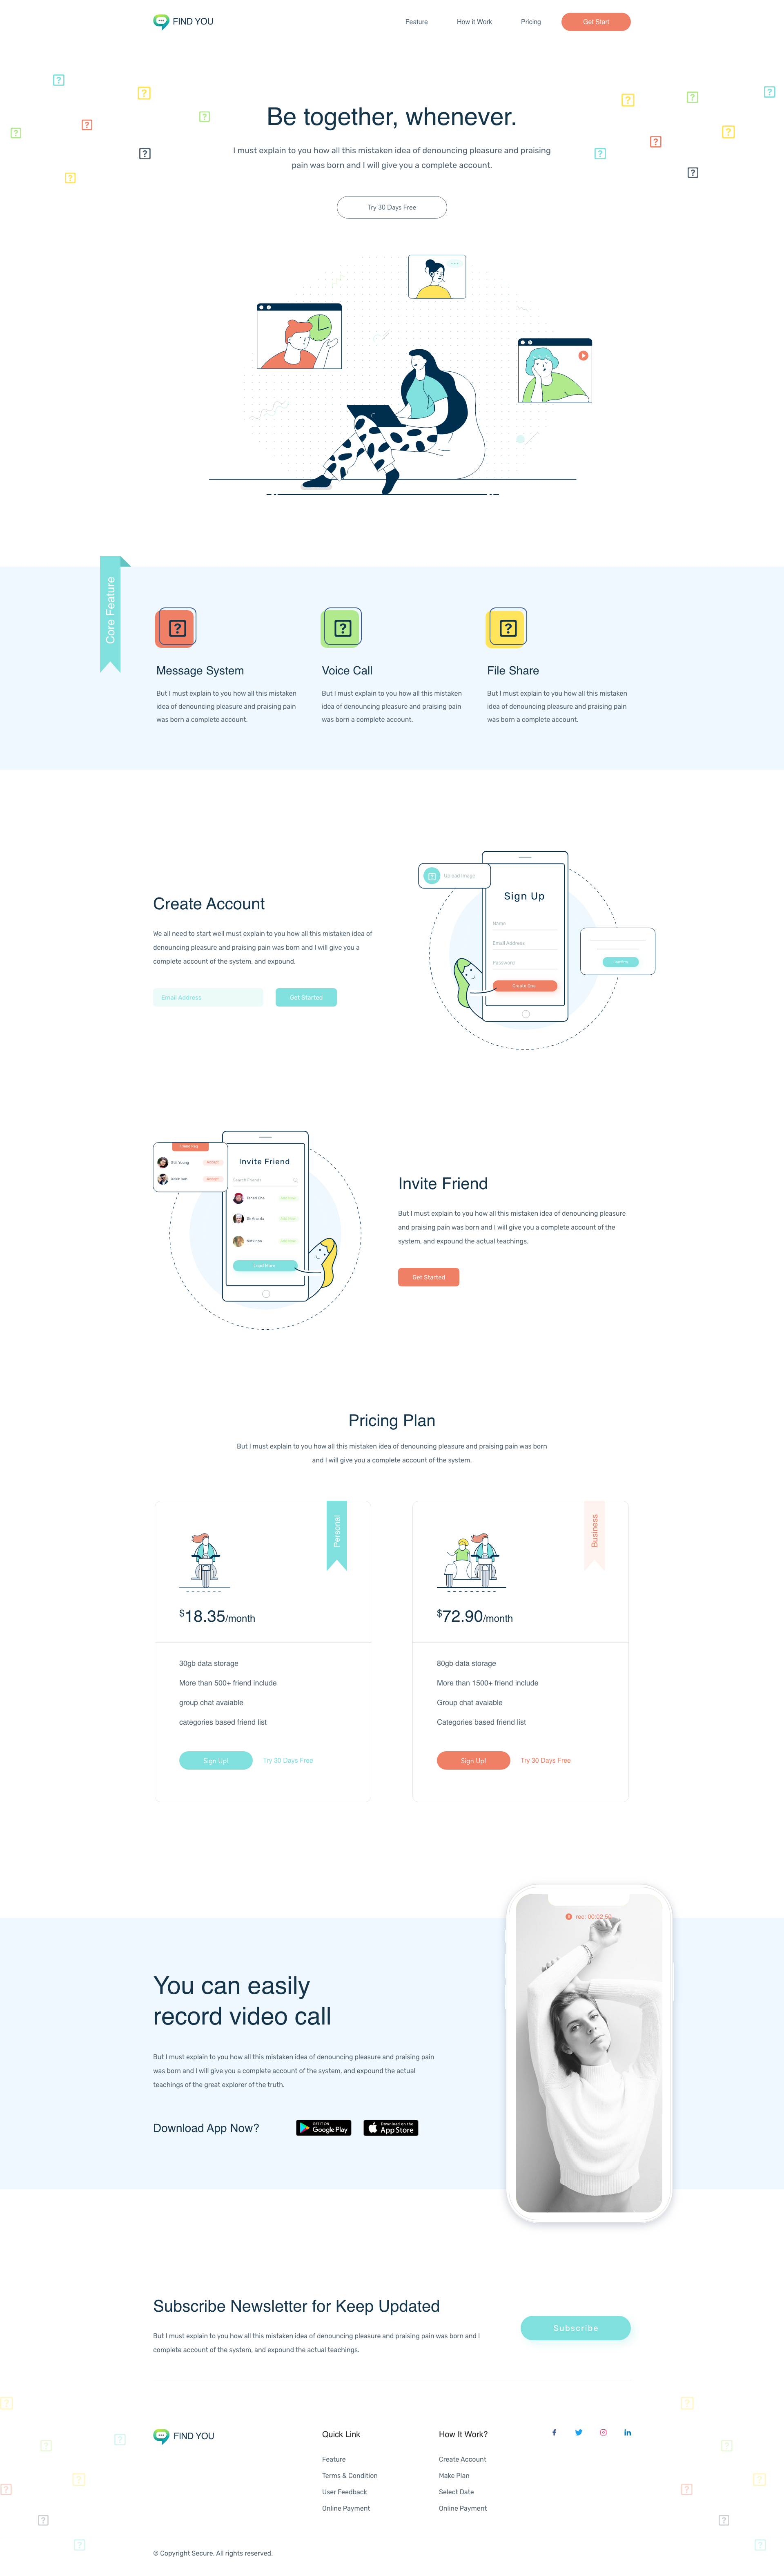 FIND YOU
Feature
How it Work
Pricing
Get Start
Be together, whenever.
I must explain to you how all this mistaken idea of denouncing pleasure and praising
pain was born and I will give you a complete account.
Try 30 Days Free
Core Feature
Message System
But I must explain to you how all this mistaken
idea of denouncing pleasure and praising pain
was born a complete account.
Voice Call
But I must explain to you how all this mistaken
idea of denouncing pleasure and praising pain
was born a complete account.
File Share
But I must explain to you how all this mistaken
idea of denouncing pleasure and praising pain
was born a complete account.
Create Account
We all need to start well must explain to you how all this mistaken idea of
denouncing pleasure and praising pain was born and I will give you a
complete account of the system, and expound.
Email Address
Get Started
Upload Image
Sign Up
Name
Email Address
Password
Create One
Invite Friend
Search Friends
Load More
Invite Friend
But I must explain to you how all this mistaken idea of denouncing pleasure
and praising pain was born and I will give you a complete account of the
system, and expound the actual teachings.
Get Started
Pricing Plan
But I must explain to you how all this mistaken idea of denouncing pleasure and praising pain was born
and I will give you a complete account of the system.
Personal
$18.35/month
30gb data storage
More than 500+ friend include
group chat avaiable
categories based friend list
Sign Up!
Try 30 Days Free
Business
$72.90/month
80gb data storage
More than 1500+ friend include
Group chat avaiable
Categories based friend list
Sign Up!
Try 30 Days Free
rec: 00:02:50
You can easily
record video call
But I must explain to you how all this mistaken idea of denouncing pleasure and praising pain
was born and I will give you a complete account of the system, and expound the actual
teachings of the great explorer of the truth.
Download App Now?
GET IT ON
Google Play
Download on the
App Store
Subscribe Newsletter for Keep Updated
But I must explain to you how all this mistaken idea of denouncing pleasure and praising pain was born and I
complete account of the system, and expound the actual teachings.
Subscribe
FIND YOU
Quick Link
Feature
Terms & Condition
User Feedback
Online Payment
How It Work?
Create Account
Make Plan
Select Date
Online Payment
© Copyright Secure. All rights reserved.